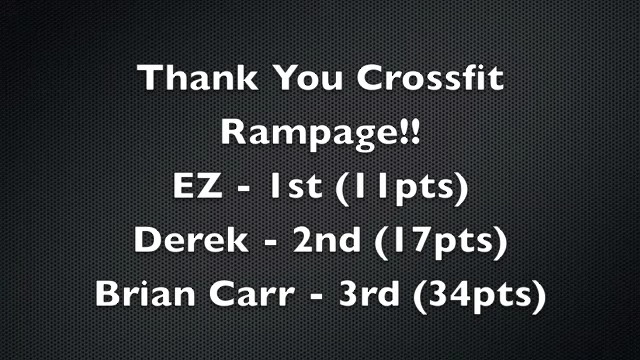 Thank You Crossfit
Rampage!!
EZ - 1st (11pts)
Derek - 2nd (17pts)
Brian Carr - 3rd (34pts)